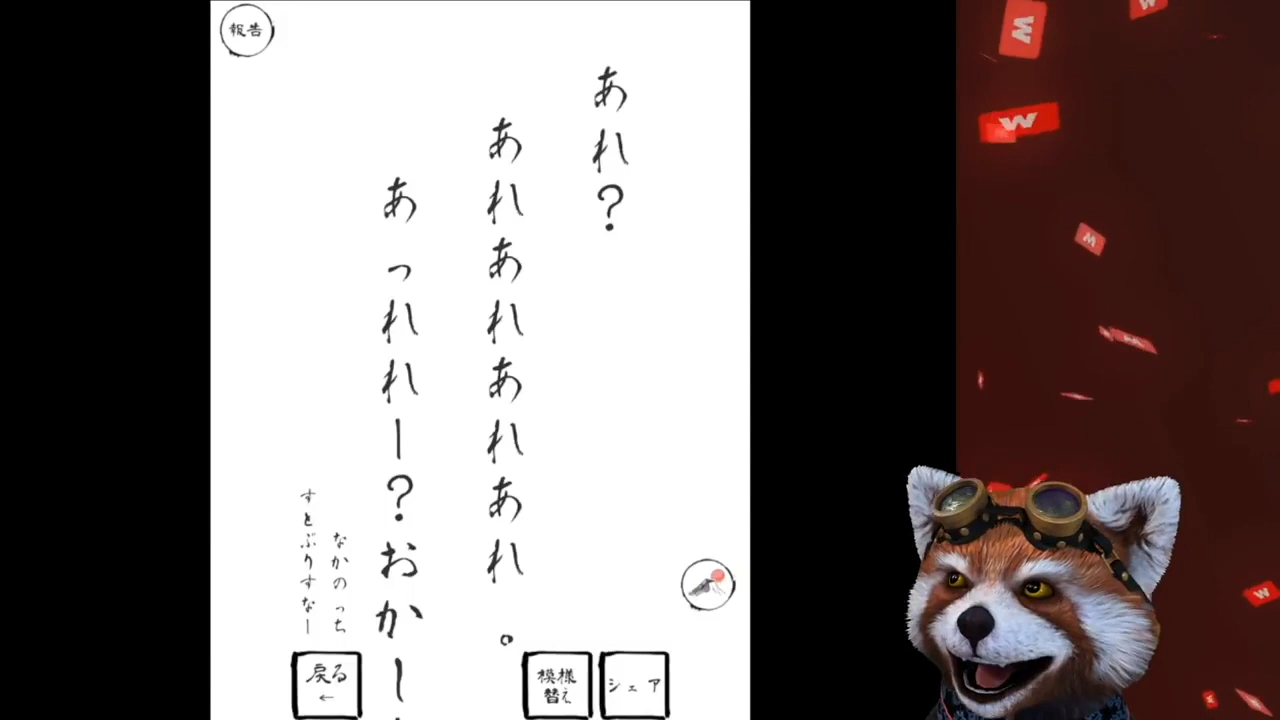 報告
あれ?
あれあれあれあれ。
あっれれー?おかー
なかのっち
すとぶりすなー
戻る
←
模様
替え
シェア
W
W
W
W
W